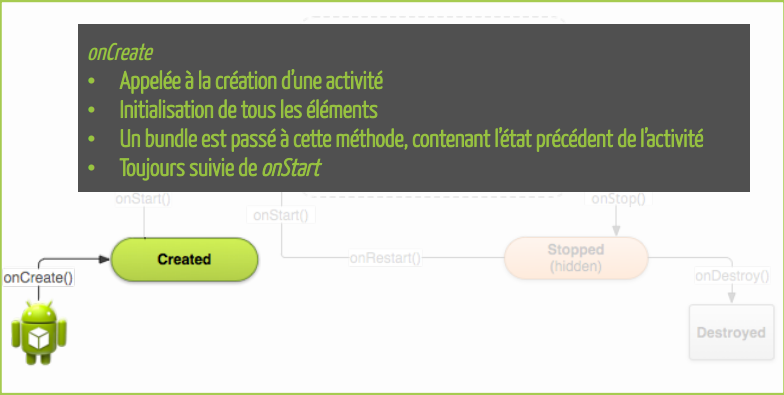 onCreate
• Appelée à la création d'une activité
• Initialisation de tous les éléments
• Un bundle est passé à cette méthode, contenant l'état précédent de l'activité
• Toujours suivie de onStart
onStart()
onStart()
onStop()
Created
onRestart()
Stopped
(hidden)
onCreate()
onDestroy()
Destroyed